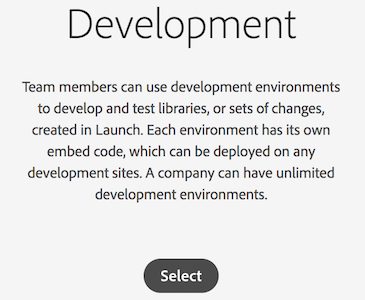 Development
Team members can use development environments
to develop and test libraries, or sets of changes,
created in Launch. Each environment has its own
embed code, which can be deployed on any
development sites. A company can have unlimited
development environments.
Select